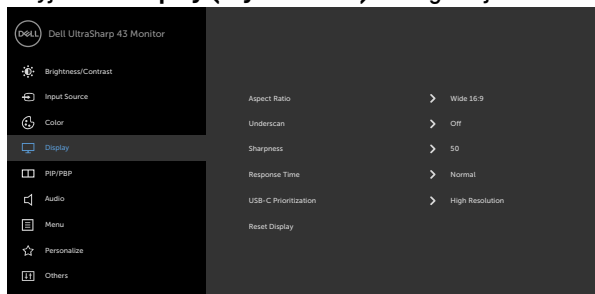 DELL
Dell UltraSharp 43 Monitor
Brightness/Contrast
Input Source
Color
Display
PIP/PBP
Audio
Menu
Personalize
Others
Aspect Ratio > Wide 16:9
Underscan > Off
Sharpness > 50
Response Time > Normal
USB-C Prioritization > High Resolution
Reset Display